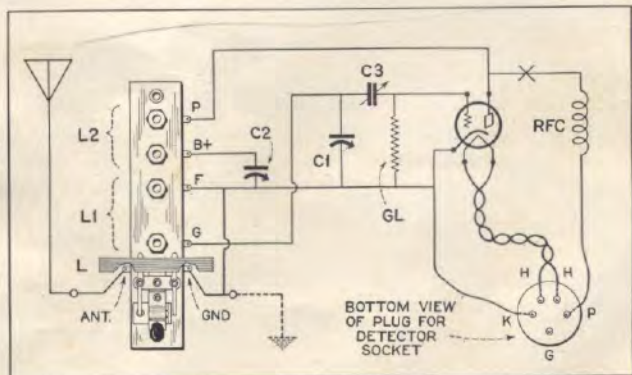 L2
L1
L
P
B+
F
G
ANT.
GND
C2
C3
C1
GL
RFC
H H
K
P
G
BOTTOM VIEW
OF PLUG FOR
DETECTOR
SOCKET